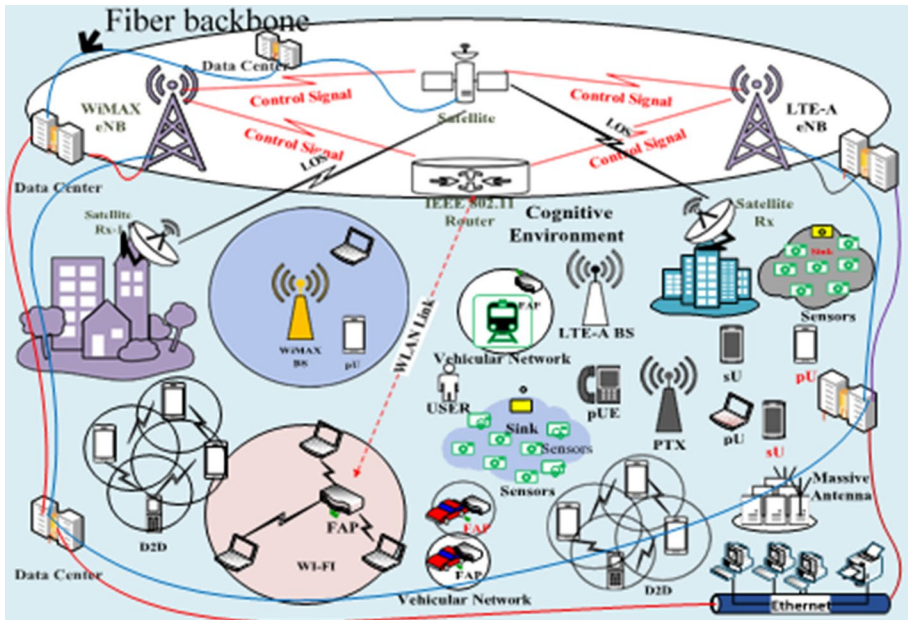 Fiber backbone
Data Center
WiMAX
eNB
Control Signal
Control Signal
LTE-A
eNB
Satellite
Control Signal
Control Signal
LOS
LOS
Data Center
IEEE 802.11
Router
Satellite
Rx-1
Cognitive
Environment
Satellite
Rx
Sink
Sensors
FAP
LTE-A BS
WLAN Link
WiMAX
BS
pU
Vehicular Network
sU
pU
USER
pUE
PTX
pU
sU
Sink
Sensors
Sensors
Massive
Antenna
FAP
FAP
D2D
WI-FI
FAP
D2D
Data Center
Vehicular Network
Ethernet